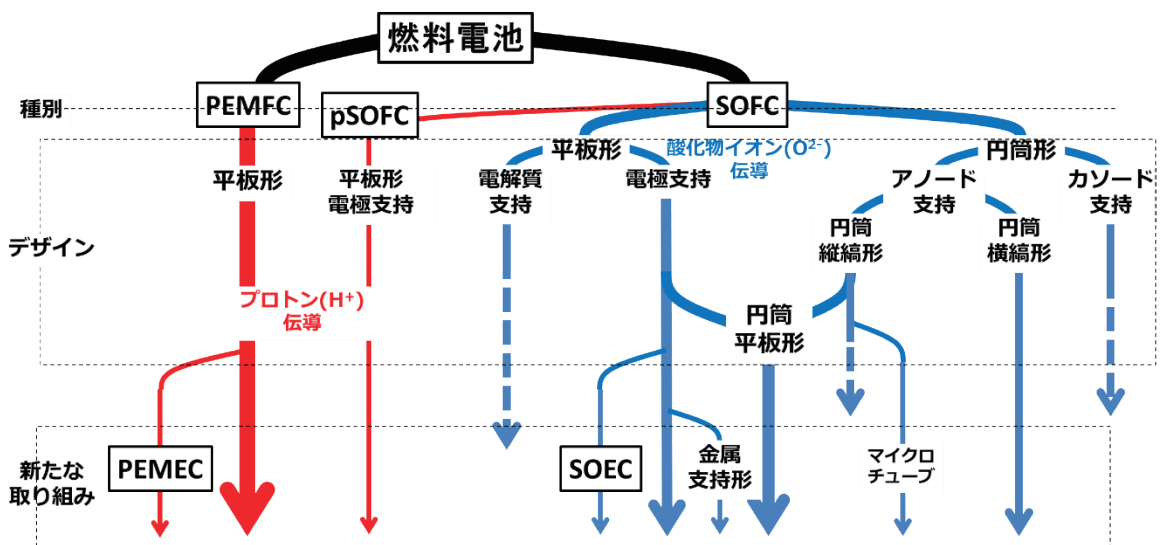 燃料電池
種別
PEMFC
pSOFC
SOFC
デザイン
平板形
平板形
電極支持
平板形
酸化物イオン(O²⁻)
伝導
円筒形
電解質
支持
電極支持
アノード
支持
カソード
支持
円筒
縦縞形
円筒
横縞形
プロトン(H⁺)
伝導
円筒
平板形
新たな
取り組み
PEMEC
SOEC
金属
支持形
マイクロ
チューブ